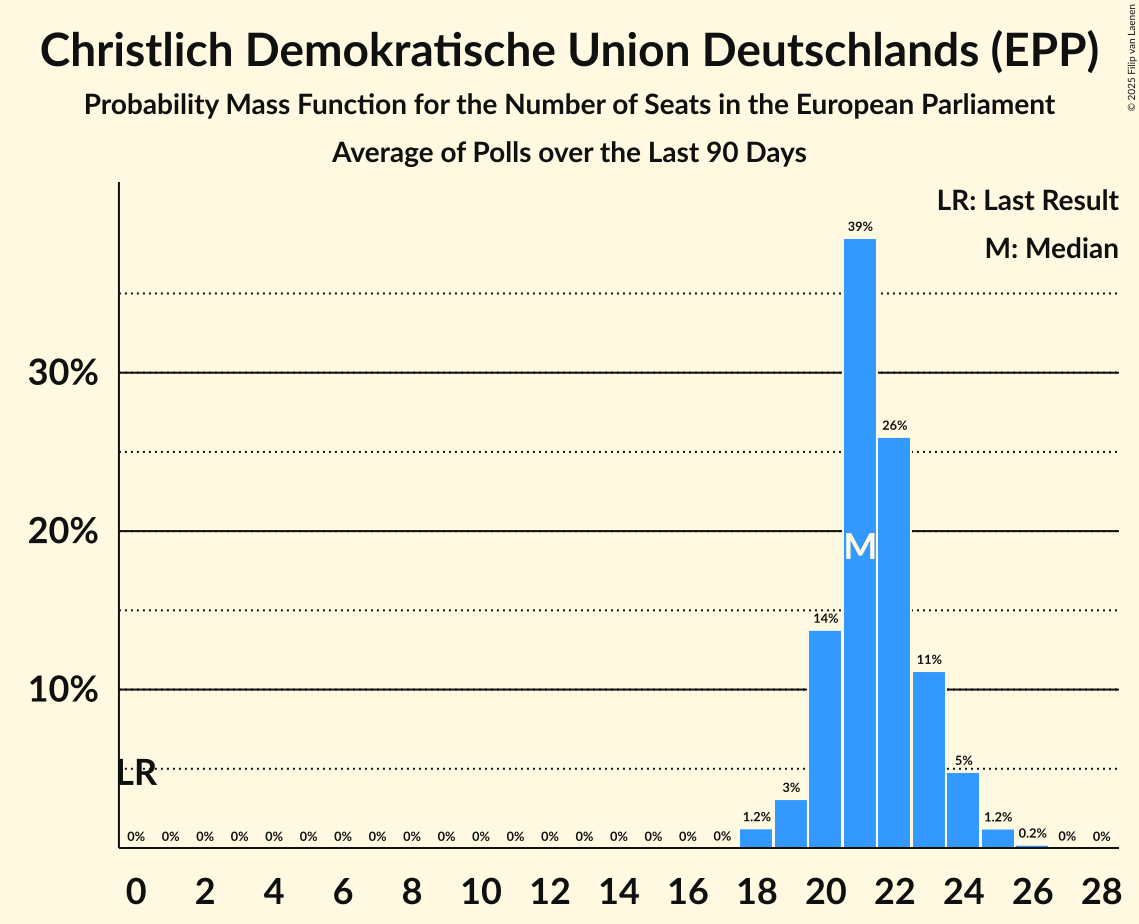 Christlich Demokratische Union Deutschlands (EPP)
Probability Mass Function for the Number of Seats in the European Parliament
Average of Polls over the Last 90 Days
© 2025 Filip van Laenen
LR: Last Result
M: Median
39%
30%
26%
20%
M
14%
11%
10%
LR
5%
3%
0% 0% 0% 0% 0% 0% 0% 0% 0% 0% 0% 0% 0% 0% 0% 0% 0% 0% 1.2% 1.2% 0.2% 0% 0%
0 2 4 6 8 10 12 14 16 18 20 22 24 26 28